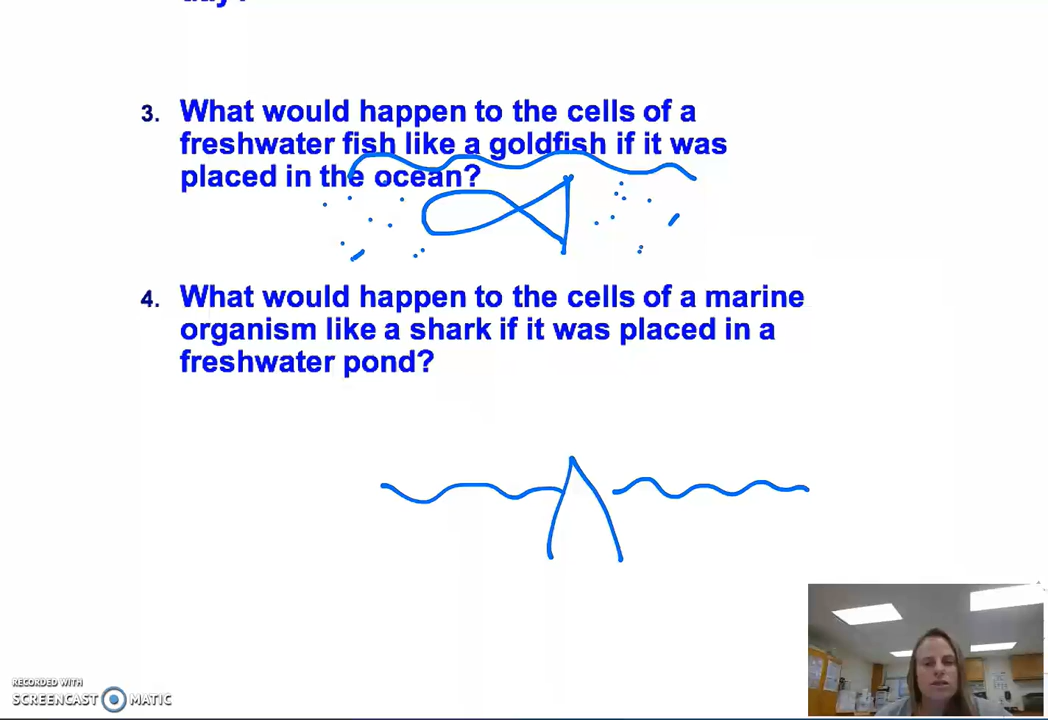 3. What would happen to the cells of a
freshwater fish like a goldfish if it was
placed in the ocean?
4. What would happen to the cells of a marine
organism like a shark if it was placed in a
freshwater pond?
RECORDED WITH
SCREENCAST MATIC